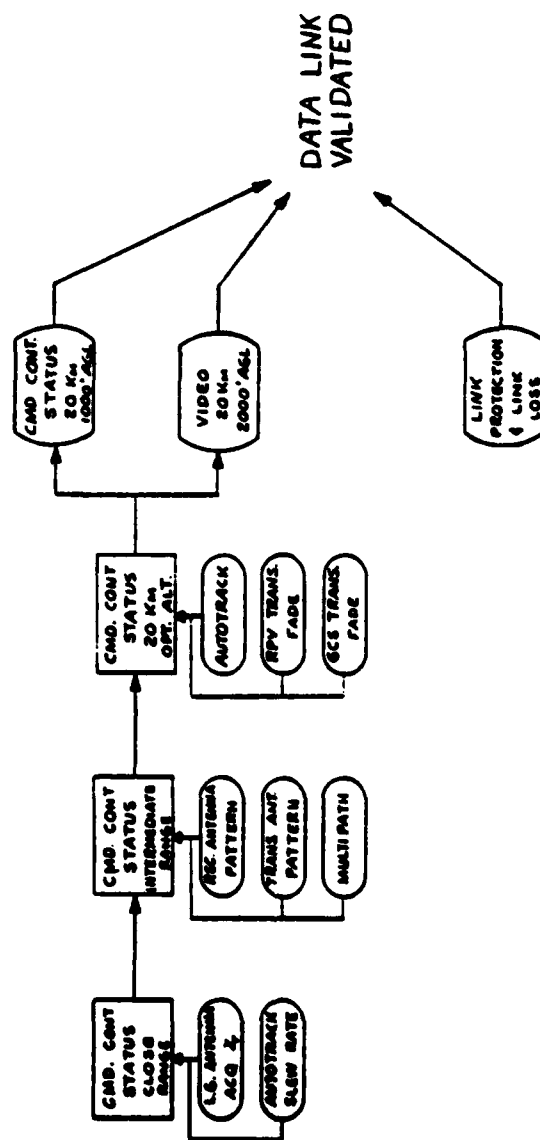 CMD. CONT
STATUS
CLOSE
RANGE
L.G. ANTENNA
ACQ &
AUTOTRACK
SLEW RATE
CMD. CONT
STATUS
INTERMEDIATE
RANGE
REC. ANTENNA
PATTERN
TRANS ANT.
PATTERN
MULTIPATH
CMD. CONT
STATUS
20 KM
OPT. ALT.
AUTOTRACK
RPV TRANS.
FADE
GCS TRANS.
FADE
CMD CONT.
STATUS
20 KM
1000' AGL
VIDEO
20 KM
2000' AGL
LINK
PROTECTION
& LINK
LOSS
DATA LINK
VALIDATED